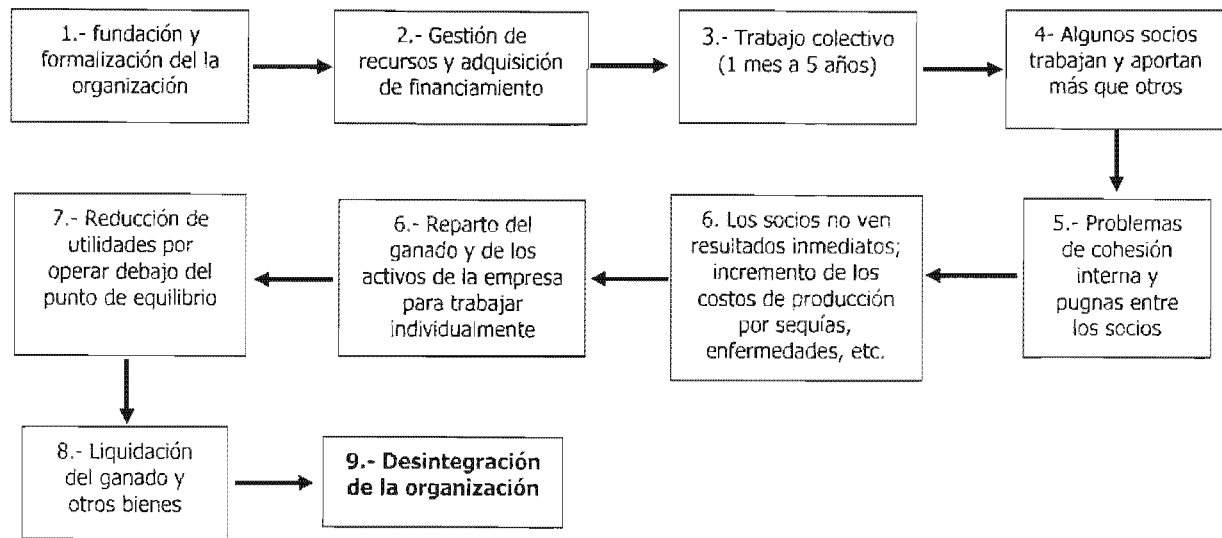 1.- fundación y
formalización del la
organización
2.- Gestión de
recursos y adquisición
de financiamiento
3.- Trabajo colectivo
(1 mes a 5 años)
4- Algunos socios
trabajan y aportan
más que otros
5.- Problemas
de cohesión
interna y
pugnas entre
los socios
6. Los socios no ven
resultados inmediatos;
incremento de los
costos de producción
por sequías,
enfermedades, etc.
6.- Reparto del
ganado y de los
activos de la empresa
para trabajar
individualmente
7.- Reducción de
utilidades por
operar debajo del
punto de equilibrio
8.- Liquidación
del ganado y
otros bienes
9.- Desintegración
de la organización